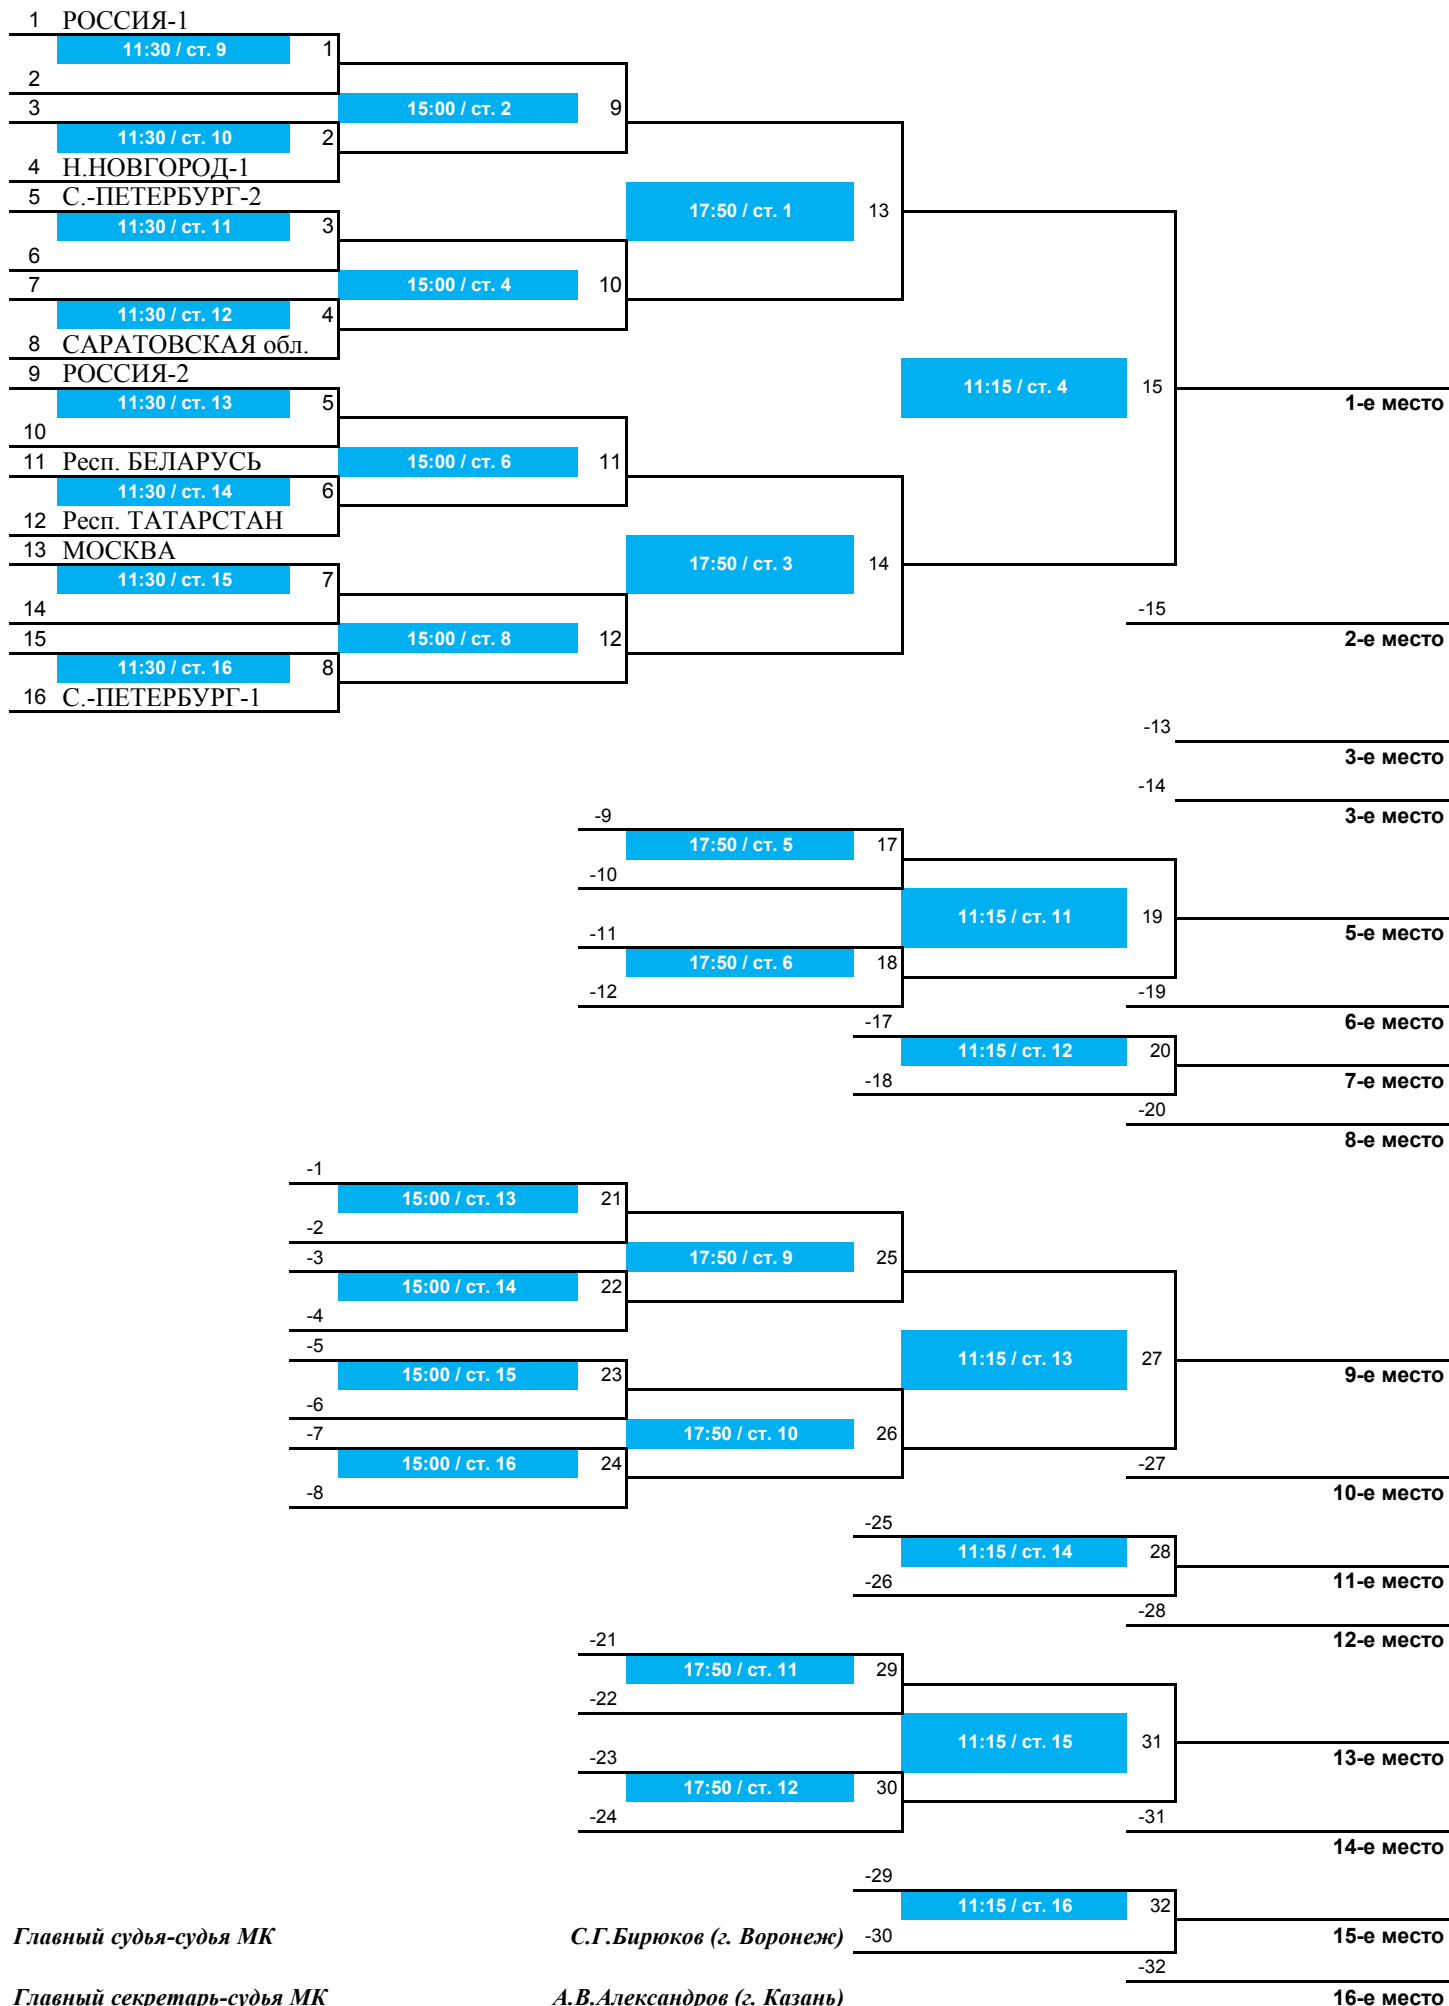 1 РОССИЯ-1
11:30 / ст. 9 1
2
3 15:00 / ст. 2 9
11:30 / ст. 10 2
4 Н.НОВГОРОД-1
5 С.-ПЕТЕРБУРГ-2
17:50 / ст. 1 13
11:30 / ст. 11 3
6
7 15:00 / ст. 4 10
11:30 / ст. 12 4
8 САРАТОВСКАЯ обл.
9 РОССИЯ-2
11:15 / ст. 4 15
11:30 / ст. 13 5 1-е место
10
11 Респ. БЕЛАРУСЬ 15:00 / ст. 6 11
11:30 / ст. 14 6
12 Респ. ТАТАРСТАН
13 МОСКВА
17:50 / ст. 3 14
11:30 / ст. 15 7
14 -15
15 15:00 / ст. 8 12 2-е место
11:30 / ст. 16 8
16 С.-ПЕТЕРБУРГ-1
-13
3-е место
-14
-9 3-е место
17:50 / ст. 5 17
-10
11:15 / ст. 11 19
-11 5-е место
17:50 / ст. 6 18
-12 -19
-17 6-е место
11:15 / ст. 12 20
-18 7-е место
-20
8-е место
-1
15:00 / ст. 13 21
-2
-3 17:50 / ст. 9 25
15:00 / ст. 14 22
-4
-5
11:15 / ст. 13 27
15:00 / ст. 15 23 9-е место
-6
-7 17:50 / ст. 10 26
15:00 / ст. 16 24 -27
-8 10-е место
-25
11:15 / ст. 14 28
-26 11-е место
-28
-21 12-е место
17:50 / ст. 11 29
-22
11:15 / ст. 15 31
-23 13-е место
17:50 / ст. 12 30
-24 -31
14-е место
-29
11:15 / ст. 16 32
Главный судья-судья МК С.Г.Бирюков (г. Воронеж) -30 15-е место
-32
Главный секретарь-судья МК А.В.Александров (г. Казань) 16-е место